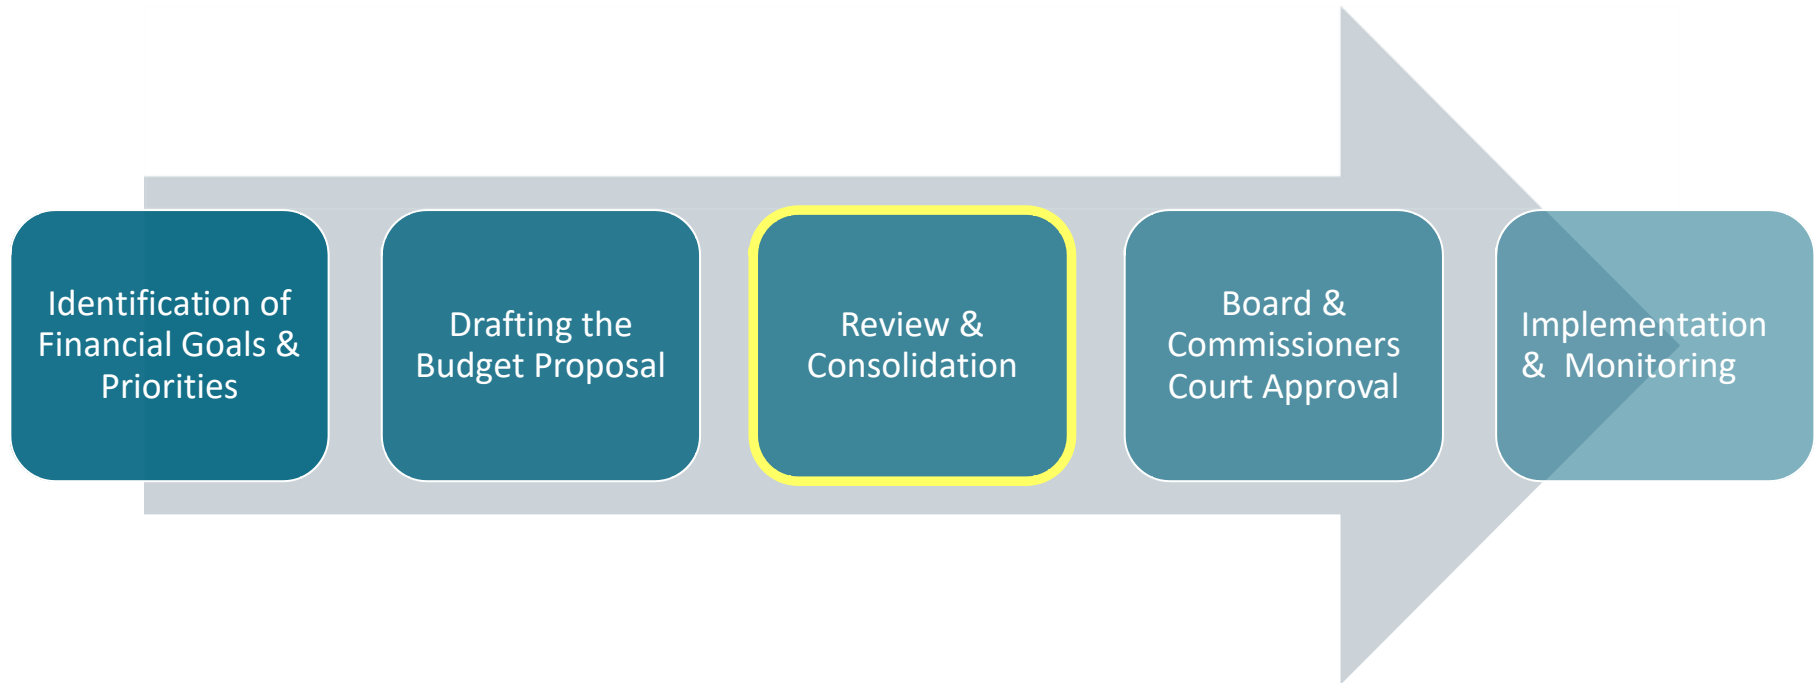 Identification of
Financial Goals &
Priorities
Drafting the
Budget Proposal
Review &
Consolidation
Board &
Commissioners
Court Approval
Implementation
&  Monitoring